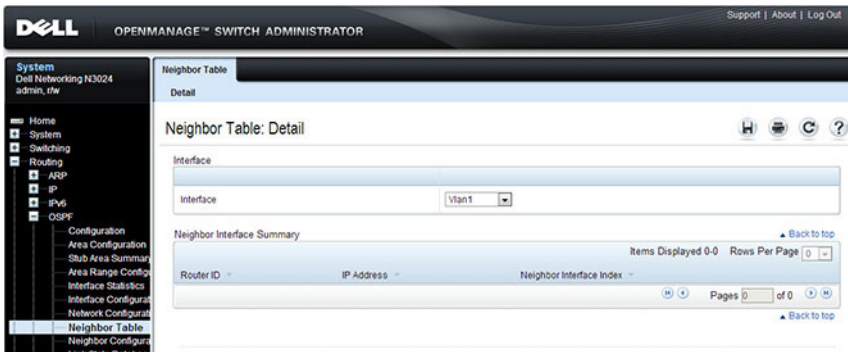 Support | About | Log Out
DELL OPENMANAGE™ SWITCH ADMINISTRATOR
System
Dell Networking N3024
admin, r/w
Home
System
Switching
Routing
ARP
IP
IPv6
OSPF
Configuration
Area Configuration
Stub Area Summary
Area Range Configu
Interface Statistics
Interface Configurat
Network Configurati
Neighbor Table
Neighbor Configura
Neighbor Table
Detail
Neighbor Table: Detail
Interface
Interface Vlan1
Neighbor Interface Summary Back to top
Items Displayed 0-0 Rows Per Page 0
Router ID IP Address Neighbor Interface Index
Pages 0 of 0
Back to top